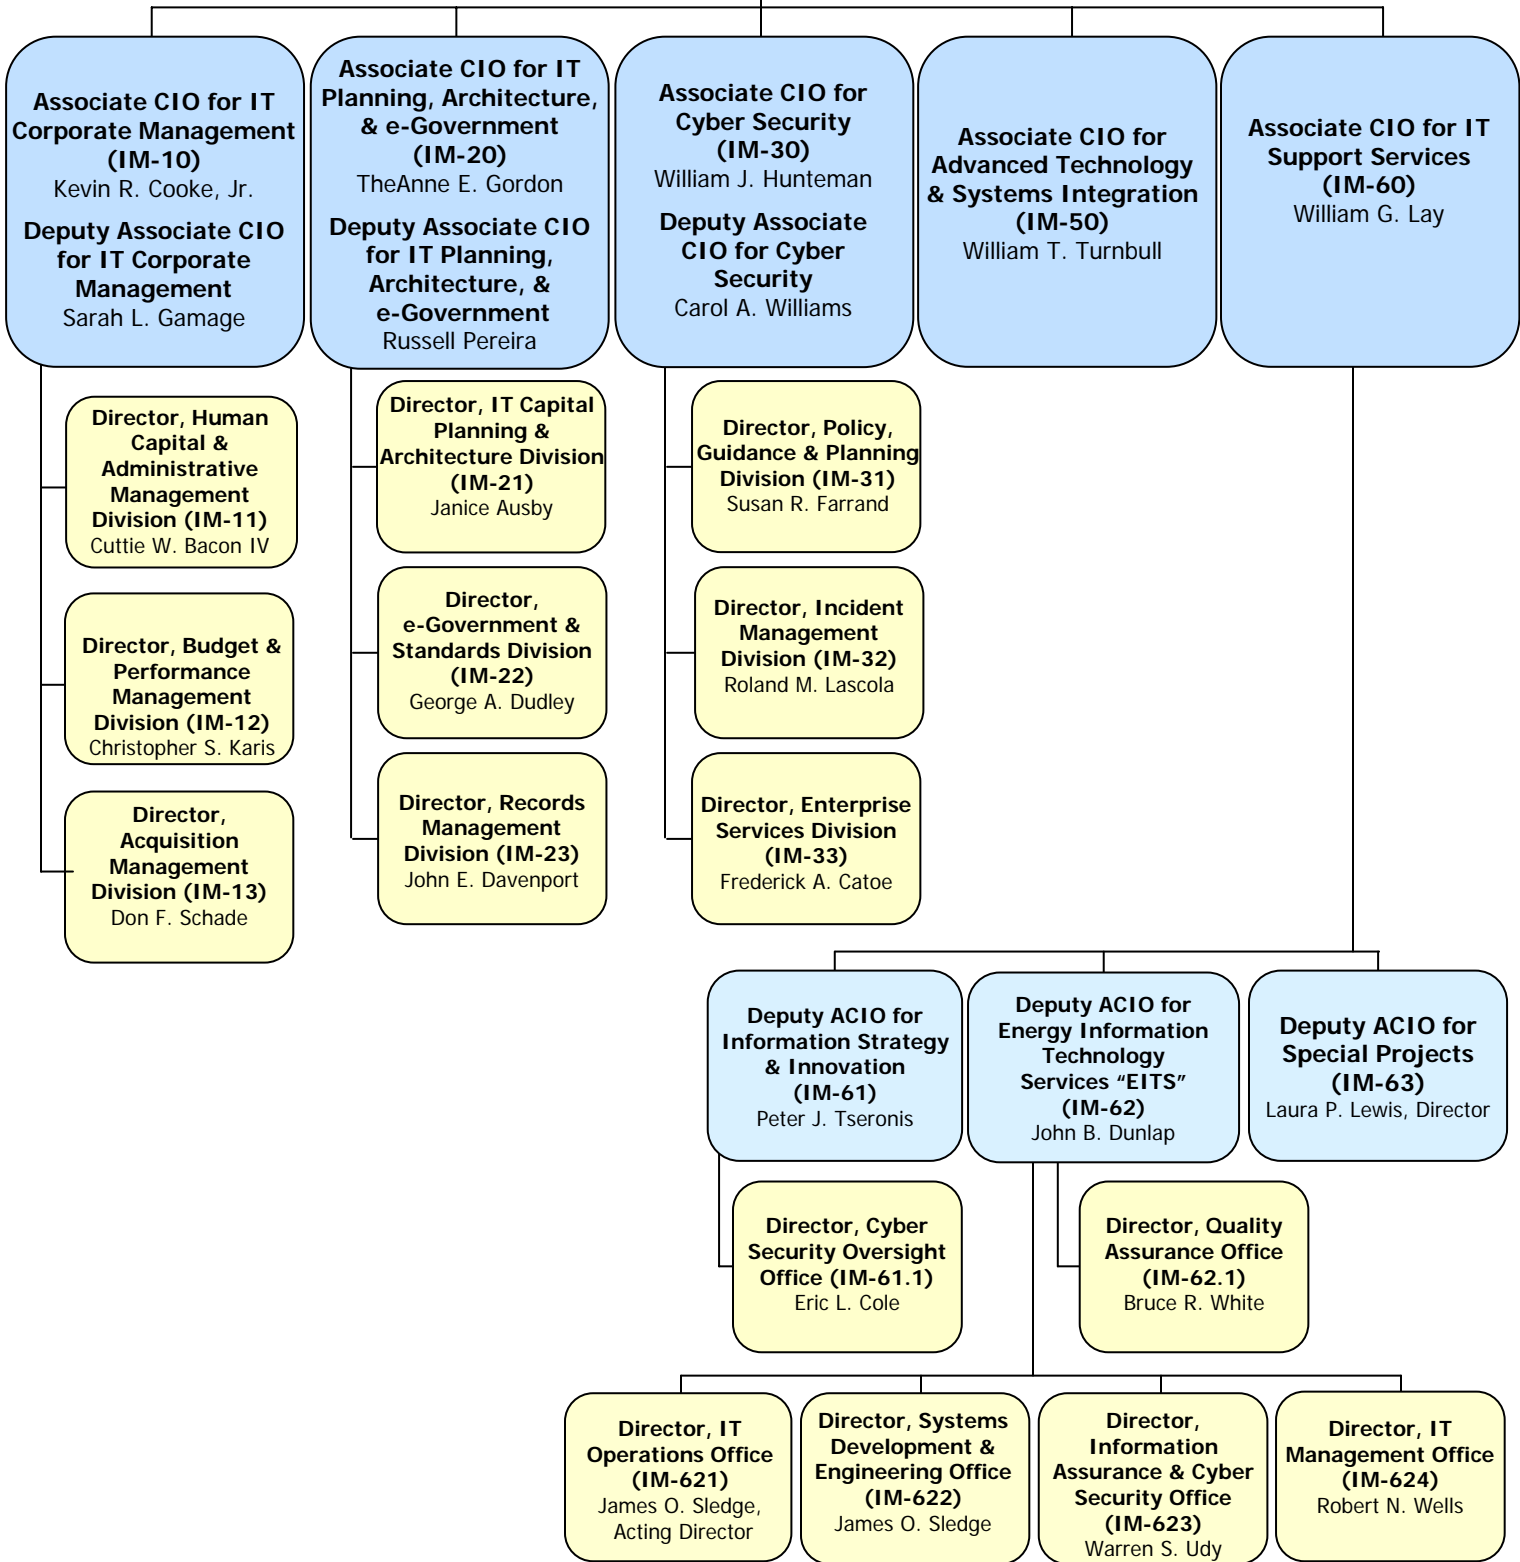 Associate CIO for IT
Corporate Management
(IM-10)
Kevin R. Cooke, Jr.
Deputy Associate CIO
for IT Corporate
Management
Sarah L. Gamage
Associate CIO for IT
Planning, Architecture,
& e-Government
(IM-20)
TheAnne E. Gordon
Deputy Associate CIO
for IT Planning,
Architecture, &
e-Government
Russell Pereira
Associate CIO for
Cyber Security
(IM-30)
William J. Hunteman
Deputy Associate
CIO for Cyber
Security
Carol A. Williams
Associate CIO for
Advanced Technology
& Systems Integration
(IM-50)
William T. Turnbull
Associate CIO for IT
Support Services
(IM-60)
William G. Lay
Director, Human
Capital &
Administrative
Management
Division (IM-11)
Cuttie W. Bacon IV
Director, Budget &
Performance
Management
Division (IM-12)
Christopher S. Karis
Director,
Acquisition
Management
Division (IM-13)
Don F. Schade
Director, IT Capital
Planning &
Architecture Division
(IM-21)
Janice Ausby
Director,
e-Government &
Standards Division
(IM-22)
George A. Dudley
Director, Records
Management
Division (IM-23)
John E. Davenport
Director, Policy,
Guidance & Planning
Division (IM-31)
Susan R. Farrand
Director, Incident
Management
Division (IM-32)
Roland M. Lascola
Director, Enterprise
Services Division
(IM-33)
Frederick A. Catoe
Deputy ACIO for
Information Strategy
& Innovation
(IM-61)
Peter J. Tseronis
Deputy ACIO for
Energy Information
Technology
Services “EITS”
(IM-62)
John B. Dunlap
Deputy ACIO for
Special Projects
(IM-63)
Laura P. Lewis, Director
Director, Cyber
Security Oversight
Office (IM-61.1)
Eric L. Cole
Director, Quality
Assurance Office
(IM-62.1)
Bruce R. White
Director, IT
Operations Office
(IM-621)
James O. Sledge,
Acting Director
Director, Systems
Development &
Engineering Office
(IM-622)
James O. Sledge
Director,
Information
Assurance & Cyber
Security Office
(IM-623)
Warren S. Udy
Director, IT
Management Office
(IM-624)
Robert N. Wells